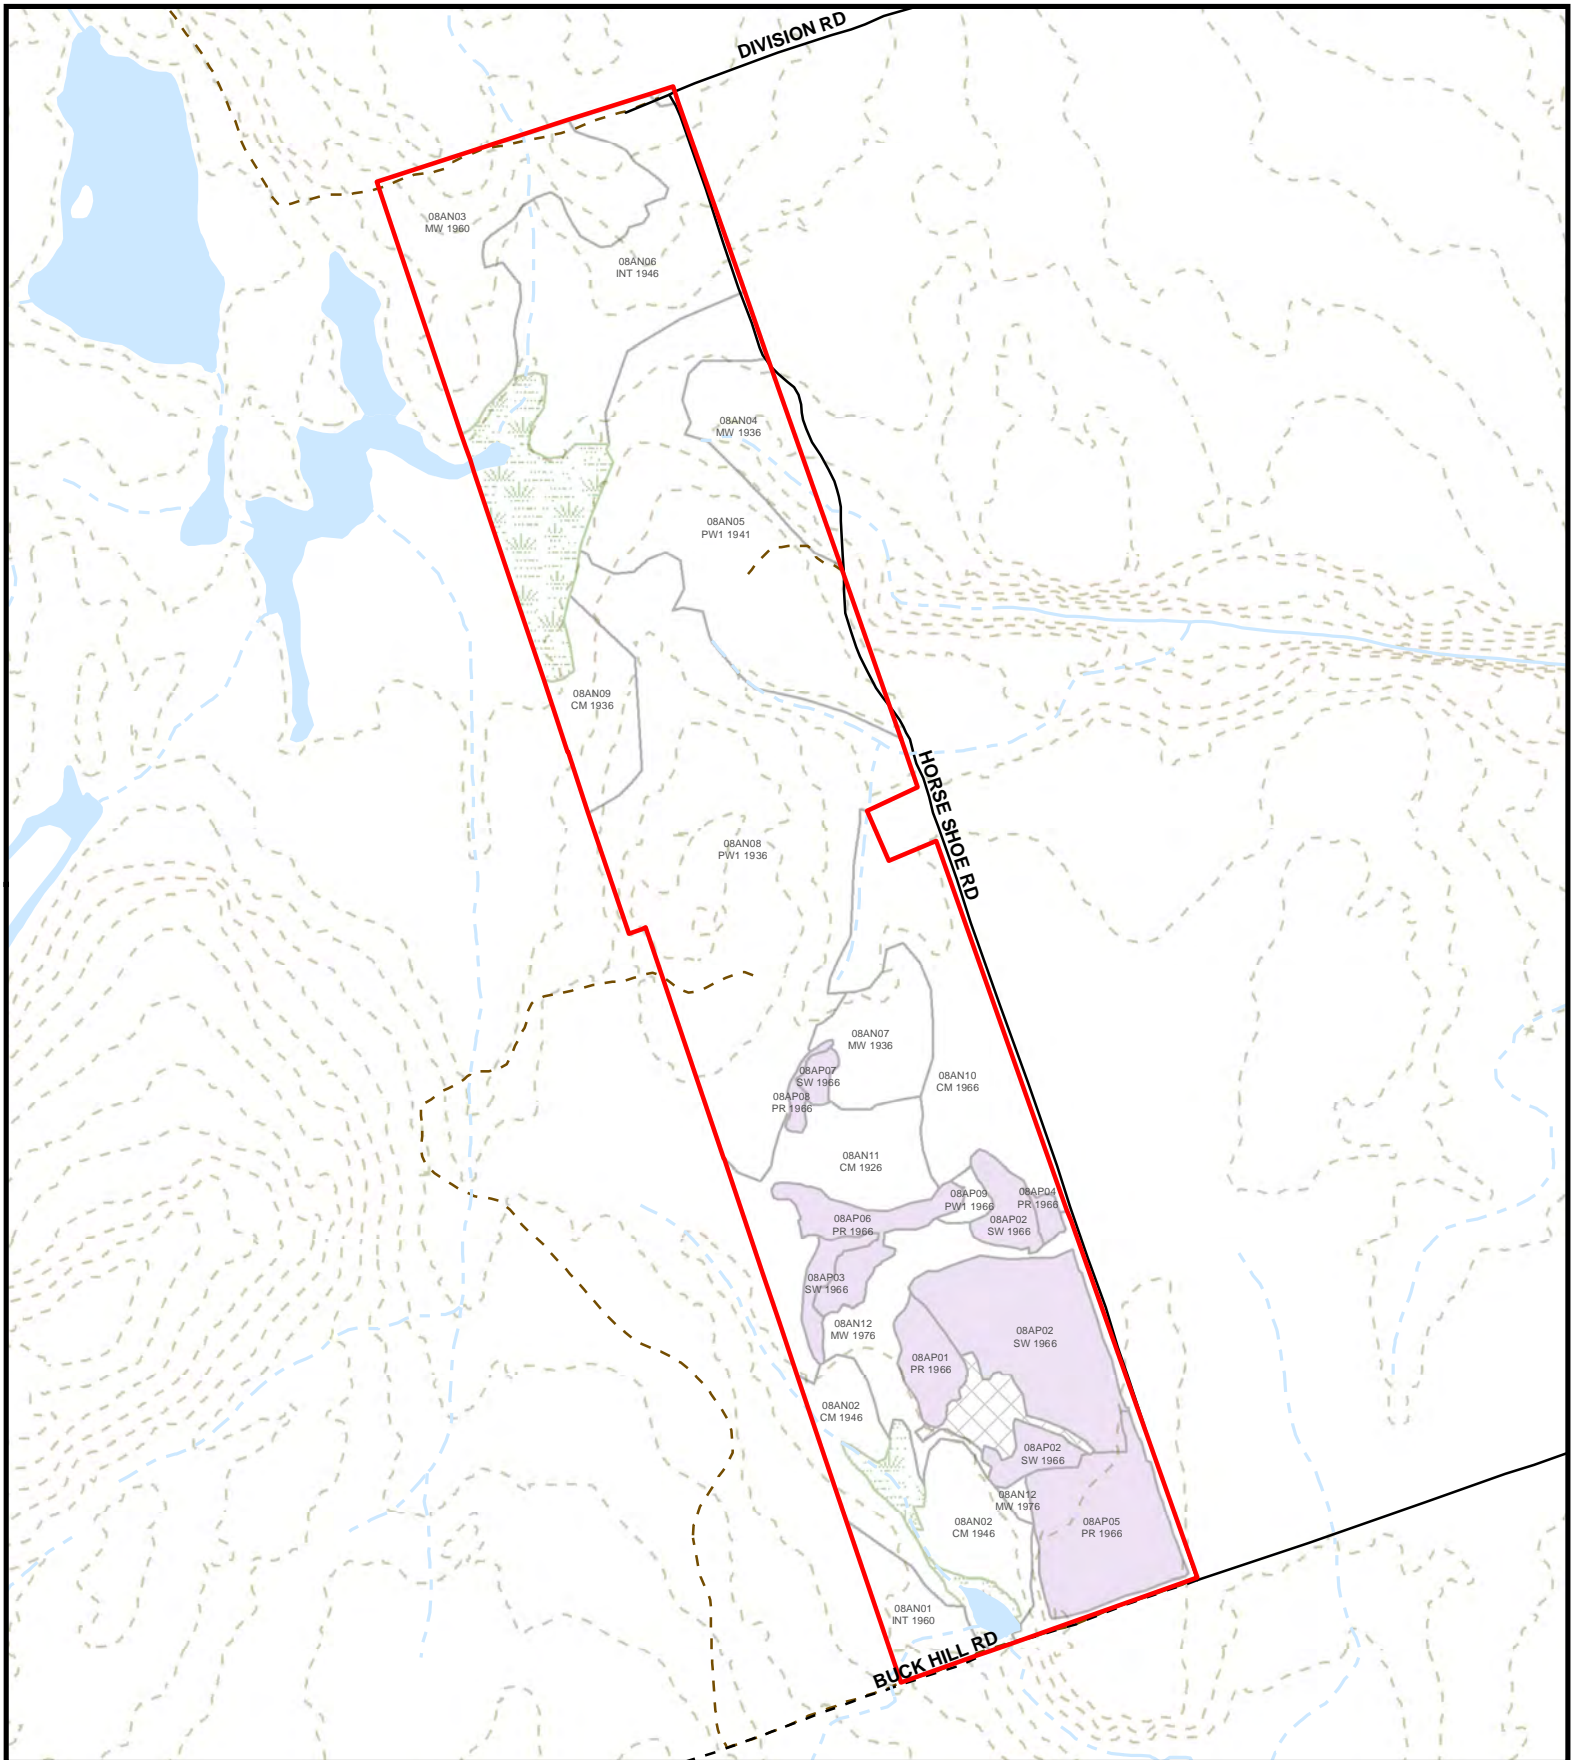 DIVISION RD
08AN03
MW 1960
08AN06
INT 1946
08AN04
MW 1936
08AN05
PW1 1941
08AN09
CM 1936
HORSE SHOE RD
08AN08
PW1 1936
08AN07
MW 1936
08AP07
SW 1966
08AN10
CM 1966
08AP08
PR 1966
08AN11
CM 1926
08AP09
PW1 1966
08AP04
PR 1966
08AP06
PR 1966
08AP02
SW 1966
08AP03
SW 1966
08AN12
MW 1976
08AP02
SW 1966
08AP01
PR 1966
08AN02
CM 1946
08AP02
SW 1966
08AN12
MW 1976
08AN02
CM 1946
08AP05
PR 1966
08AN01
INT 1960
BUCK HILL RD